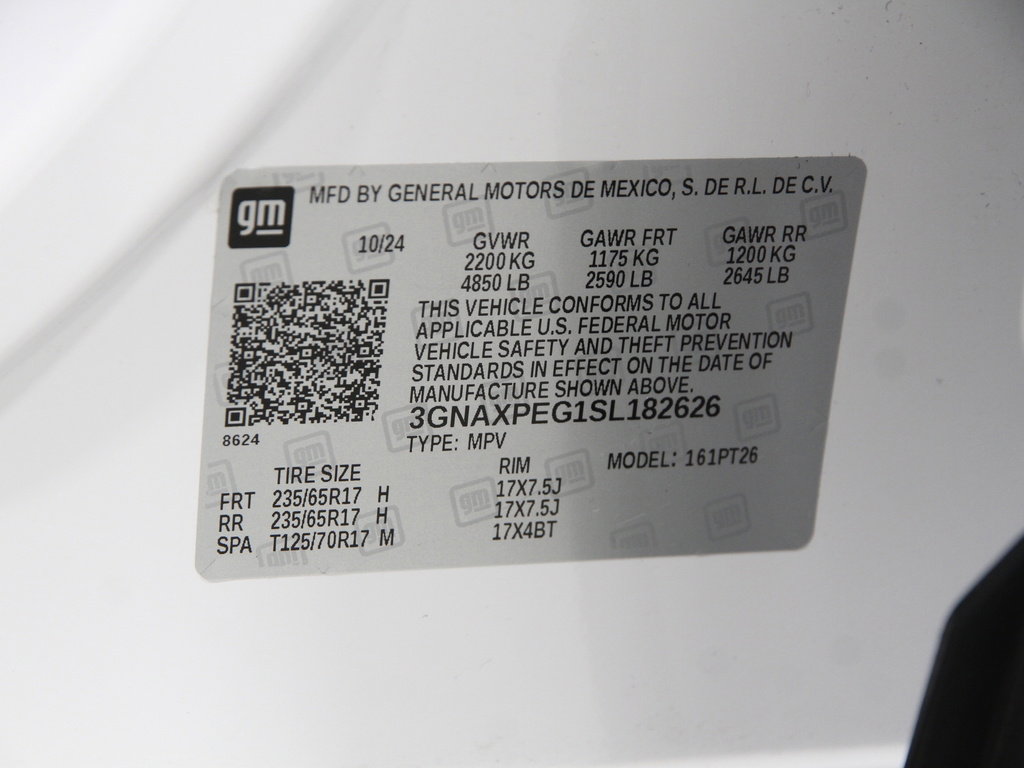 gm
MFD BY GENERAL MOTORS DE MEXICO, S. DE R.L. DE C.V.
10/24
GVWR GAWR FRT GAWR RR
2200 KG 1175 KG 1200 KG
4850 LB 2590 LB 2645 LB
THIS VEHICLE CONFORMS TO ALL
APPLICABLE U.S. FEDERAL MOTOR
VEHICLE SAFETY AND THEFT PREVENTION
STANDARDS IN EFFECT ON THE DATE OF
MANUFACTURE SHOWN ABOVE.
3GNAXPEG1SL182626
8624
TYPE: MPV
MODEL: 161PT26
TIRE SIZE RIM
FRT 235/65R17 H 17X7.5J
RR 235/65R17 H 17X7.5J
SPA T125/70R17 M 17X4BT